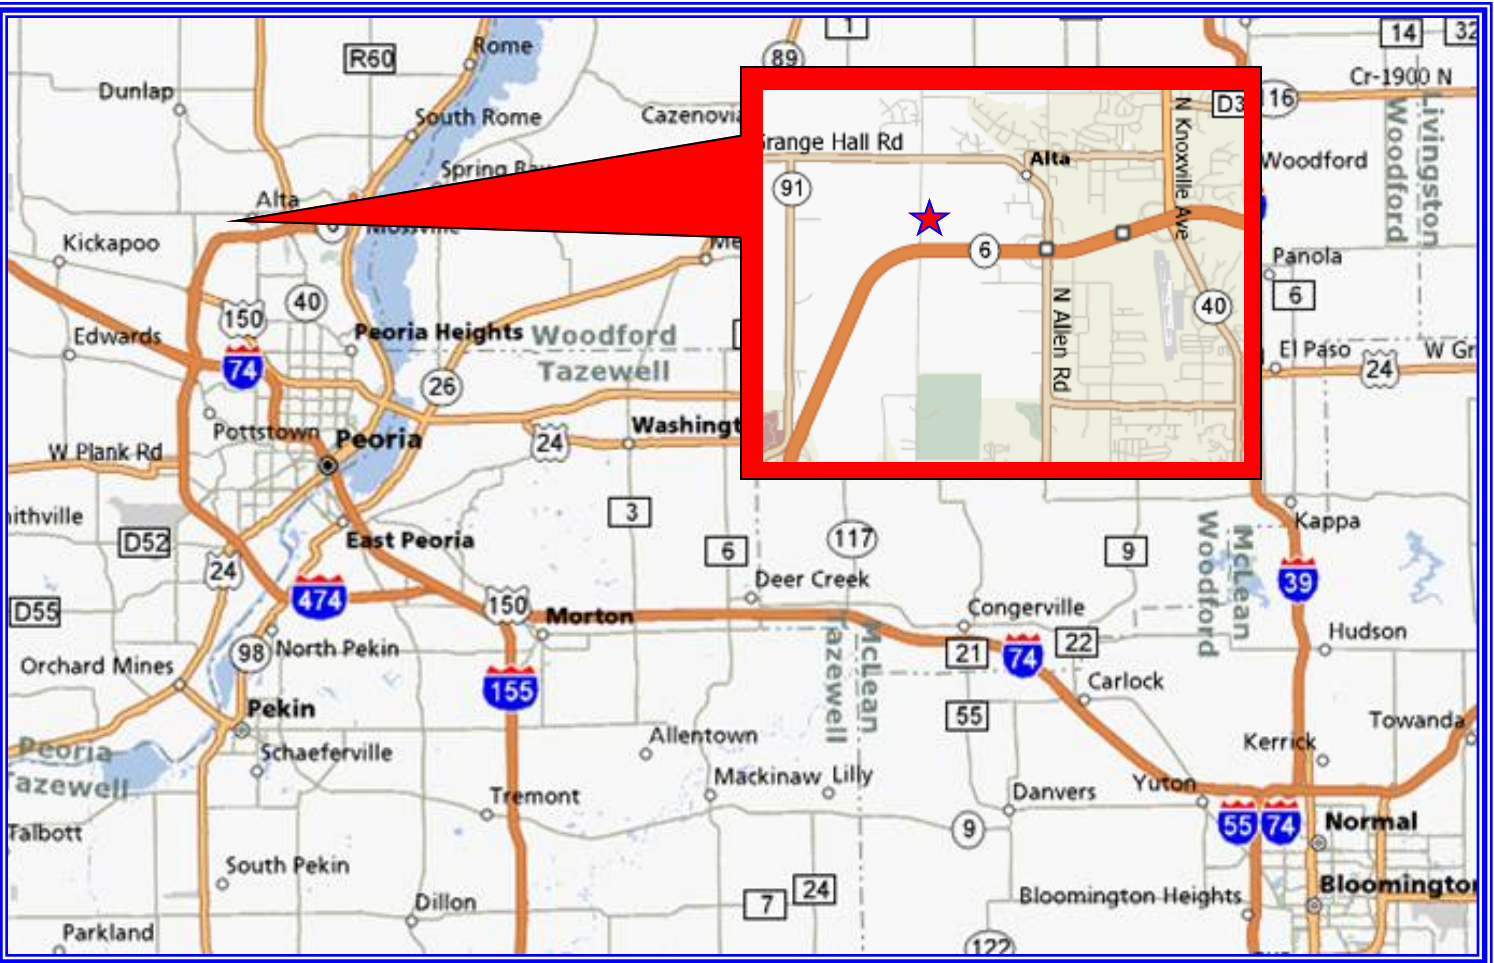 1
14
32
R60
Rome
89
Cr-1900 N
Dunlap
D3
116
South Rome
Cazenovia
Livingston
Woodford
Grange Hall Rd
Alta
N Knoxville Ave
Spring Bay
Woodford
91
Alta
Mossville
Kickapoo
6
Panola
6
150
40
40
Peoria Heights
Woodford
Edwards
N Allen Rd
El Paso
W Gr
74
Tazewell
24
26
Pottstown
Peoria
Washingt
24
W Plank Rd
3
ithville
Kappa
D52
East Peoria
6
117
9
Woodford
McLean
24
Deer Creek
39
474
150
Congerville
D55
Morton
Hudson
98
North Pekin
Tazewell
McLean
21
74
22
Orchard Mines
155
Carlock
Pekin
55
Towanda
Peoria
Schaeferville
Allentown
Kerrick
Tazewell
Mackinaw
Lilly
Yuton
Tremont
Danvers
Talbott
9
55
74
Normal
South Pekin
Dillon
7
24
Bloomington Heights
Bloomington
Parkland
122